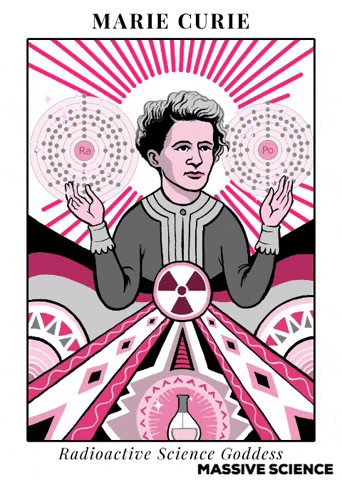 MARIE CURIE
Ra
Po
Radioactive Science Goddess
MASSIVE SCIENCE